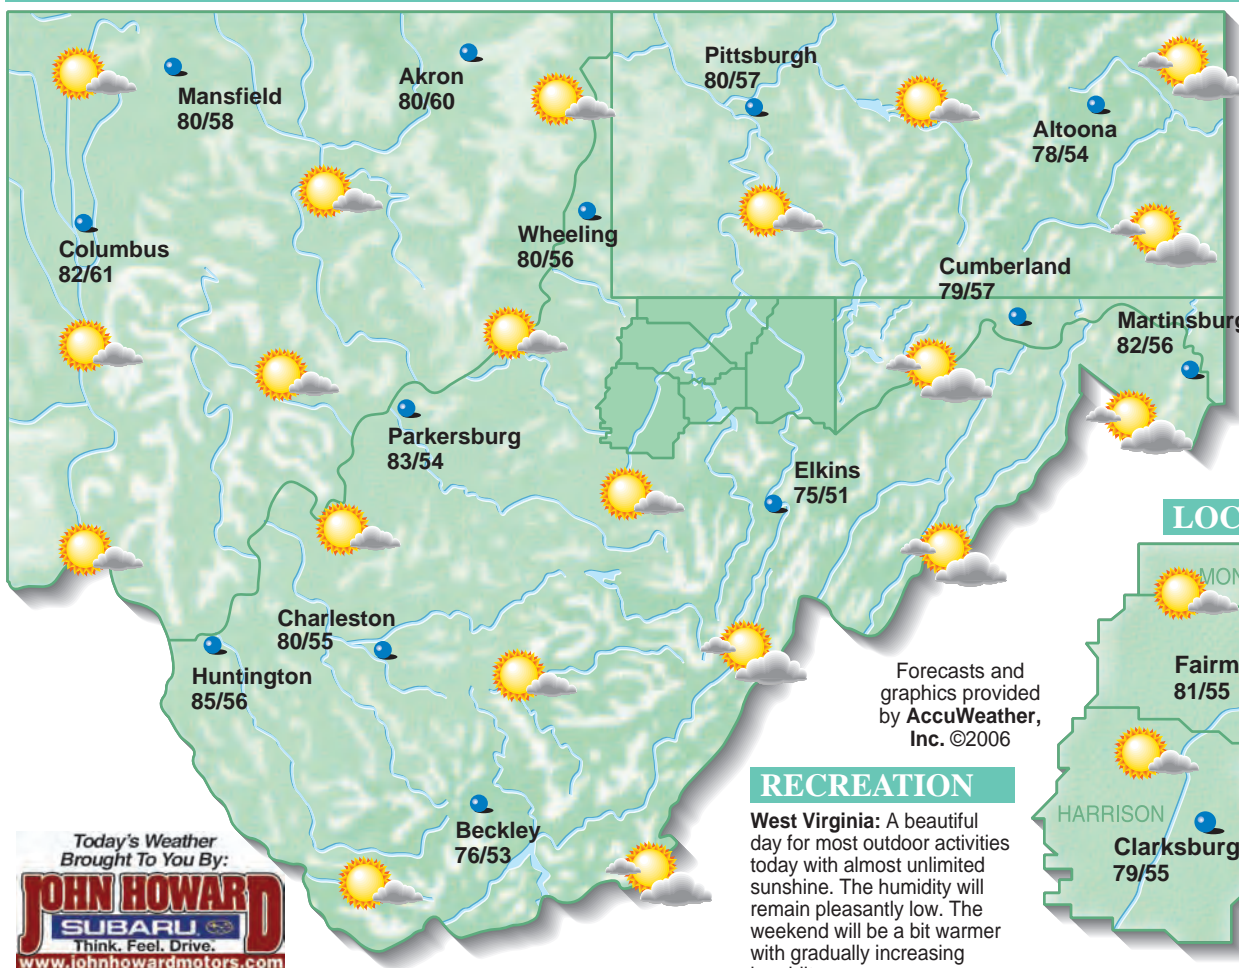 Mansfield
80/58
Akron
80/60
Pittsburgh
80/57
Altoona
78/54
Columbus
82/61
Wheeling
80/56
Cumberland
79/57
Martinsburg
82/56
Parkersburg
83/54
Elkins
75/51
Charleston
80/55
Huntington
85/56
Beckley
76/53
Forecasts and
graphics provided
by AccuWeather,
Inc. ©2006
RECREATION
West Virginia: A beautiful
day for most outdoor activities
today with almost unlimited
sunshine. The humidity will
remain pleasantly low. The
weekend will be a bit warmer
with gradually increasing
LOC
MON
Fairm
81/55
HARRISON
Clarksburg
79/55
Today's Weather
Brought To You By:
JOHN HOWARD
SUBARU
Think. Feel. Drive.
www.johnhowardmotors.com